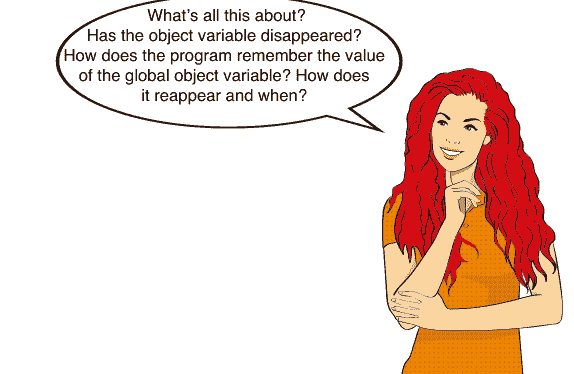 What's all this about?
Has the object variable disappeared?
How does the program remember the value
of the global object variable? How does
it reappear and when?